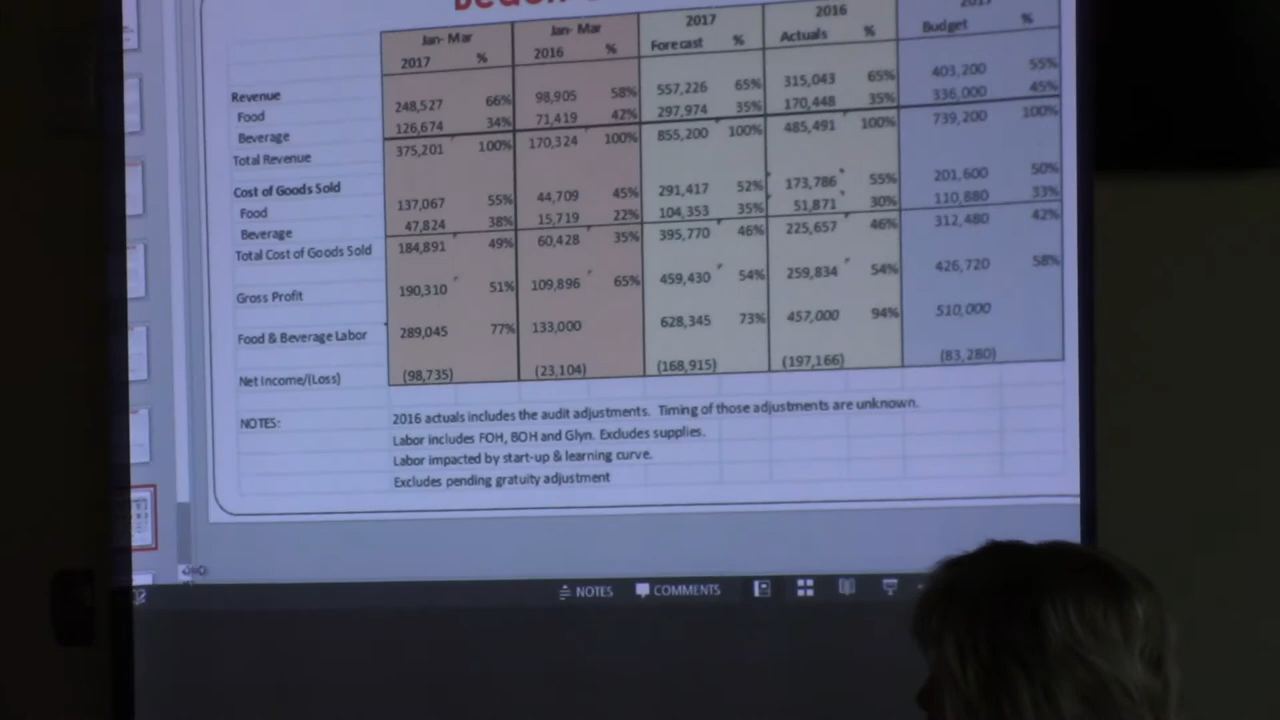 Jan- Mar Jan- Mar 2017 2016
2017 % 2016 % Forecast % Actuals % Budget %
Revenue
Food 248,527 66% 98,905 58% 557,226 65% 315,043 65% 403,200 55%
Beverage 126,674 34% 71,419 42% 297,974 35% 170,448 35% 336,000 45%
Total Revenue 375,201 100% 170,324 100% 855,200 100% 485,491 100% 739,200 100%
Cost of Goods Sold
Food 137,067 55% 44,709 45% 291,417 52% 173,786 55% 201,600 50%
Beverage 47,824 38% 15,719 22% 104,353 35% 51,871 30% 110,880 33%
Total Cost of Goods Sold 184,891 49% 60,428 35% 395,770 46% 225,657 46% 312,480 42%
Gross Profit 190,310 51% 109,896 65% 459,430 54% 259,834 54% 426,720 58%
Food & Beverage Labor 289,045 77% 133,000 628,345 73% 457,000 94% 510,000
Net Income/(Loss) (98,735) (23,104) (168,915) (197,166) (83,280)
NOTES: 2016 actuals includes the audit adjustments. Timing of those adjustments are unknown.
Labor includes FOH, BOH and Glyn. Excludes supplies.
Labor impacted by start-up & learning curve.
Excludes pending gratuity adjustment
NOTES COMMENTS